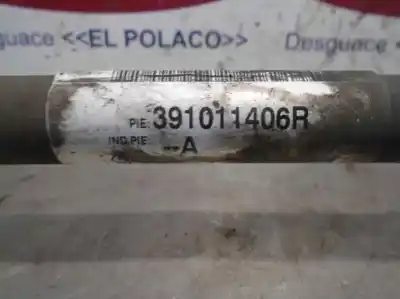 Desguace <<EL POLACO>> Desguace <<
PIE: 391011406R
IND.PIE:
--A